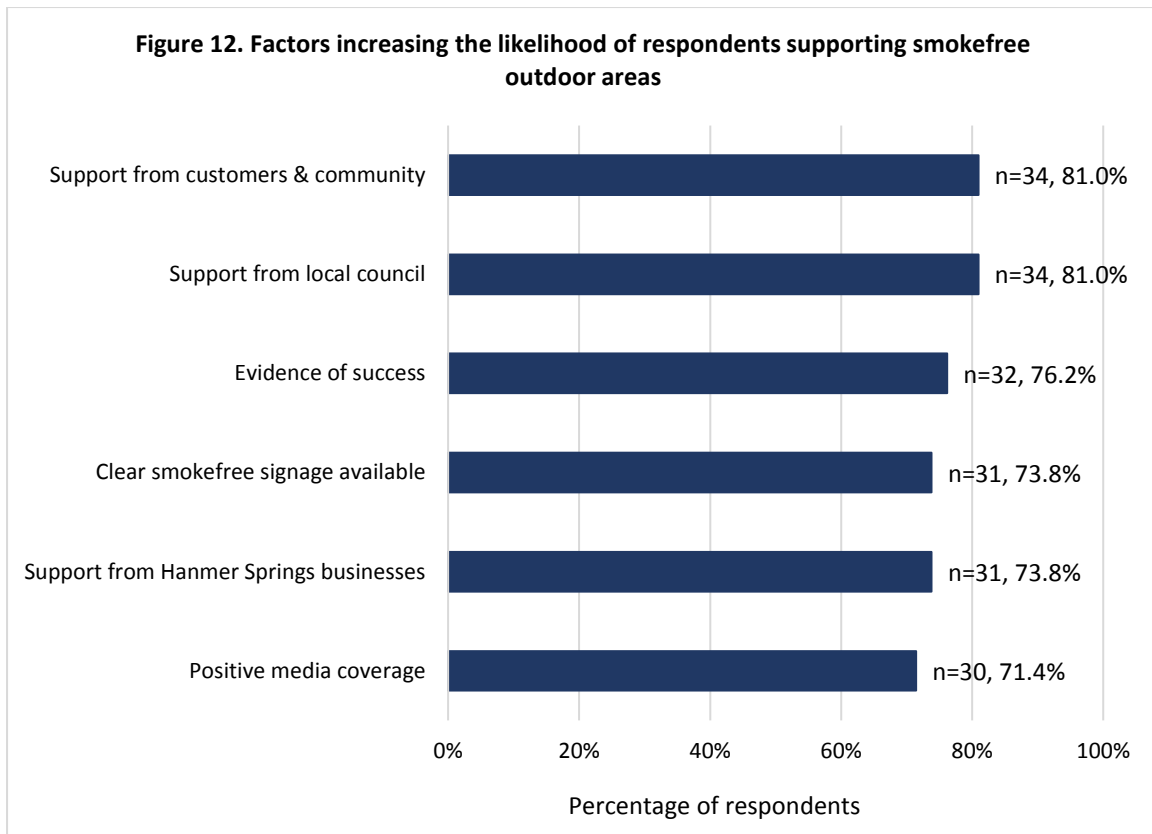 Figure 12. Factors increasing the likelihood of respondents supporting smokefree
outdoor areas
Support from customers & community
n=34, 81.0%
Support from local council
n=34, 81.0%
Evidence of success
n=32, 76.2%
Clear smokefree signage available
n=31, 73.8%
Support from Hanmer Springs businesses
n=31, 73.8%
Positive media coverage
n=30, 71.4%
0% 20% 40% 60% 80% 100%
Percentage of respondents